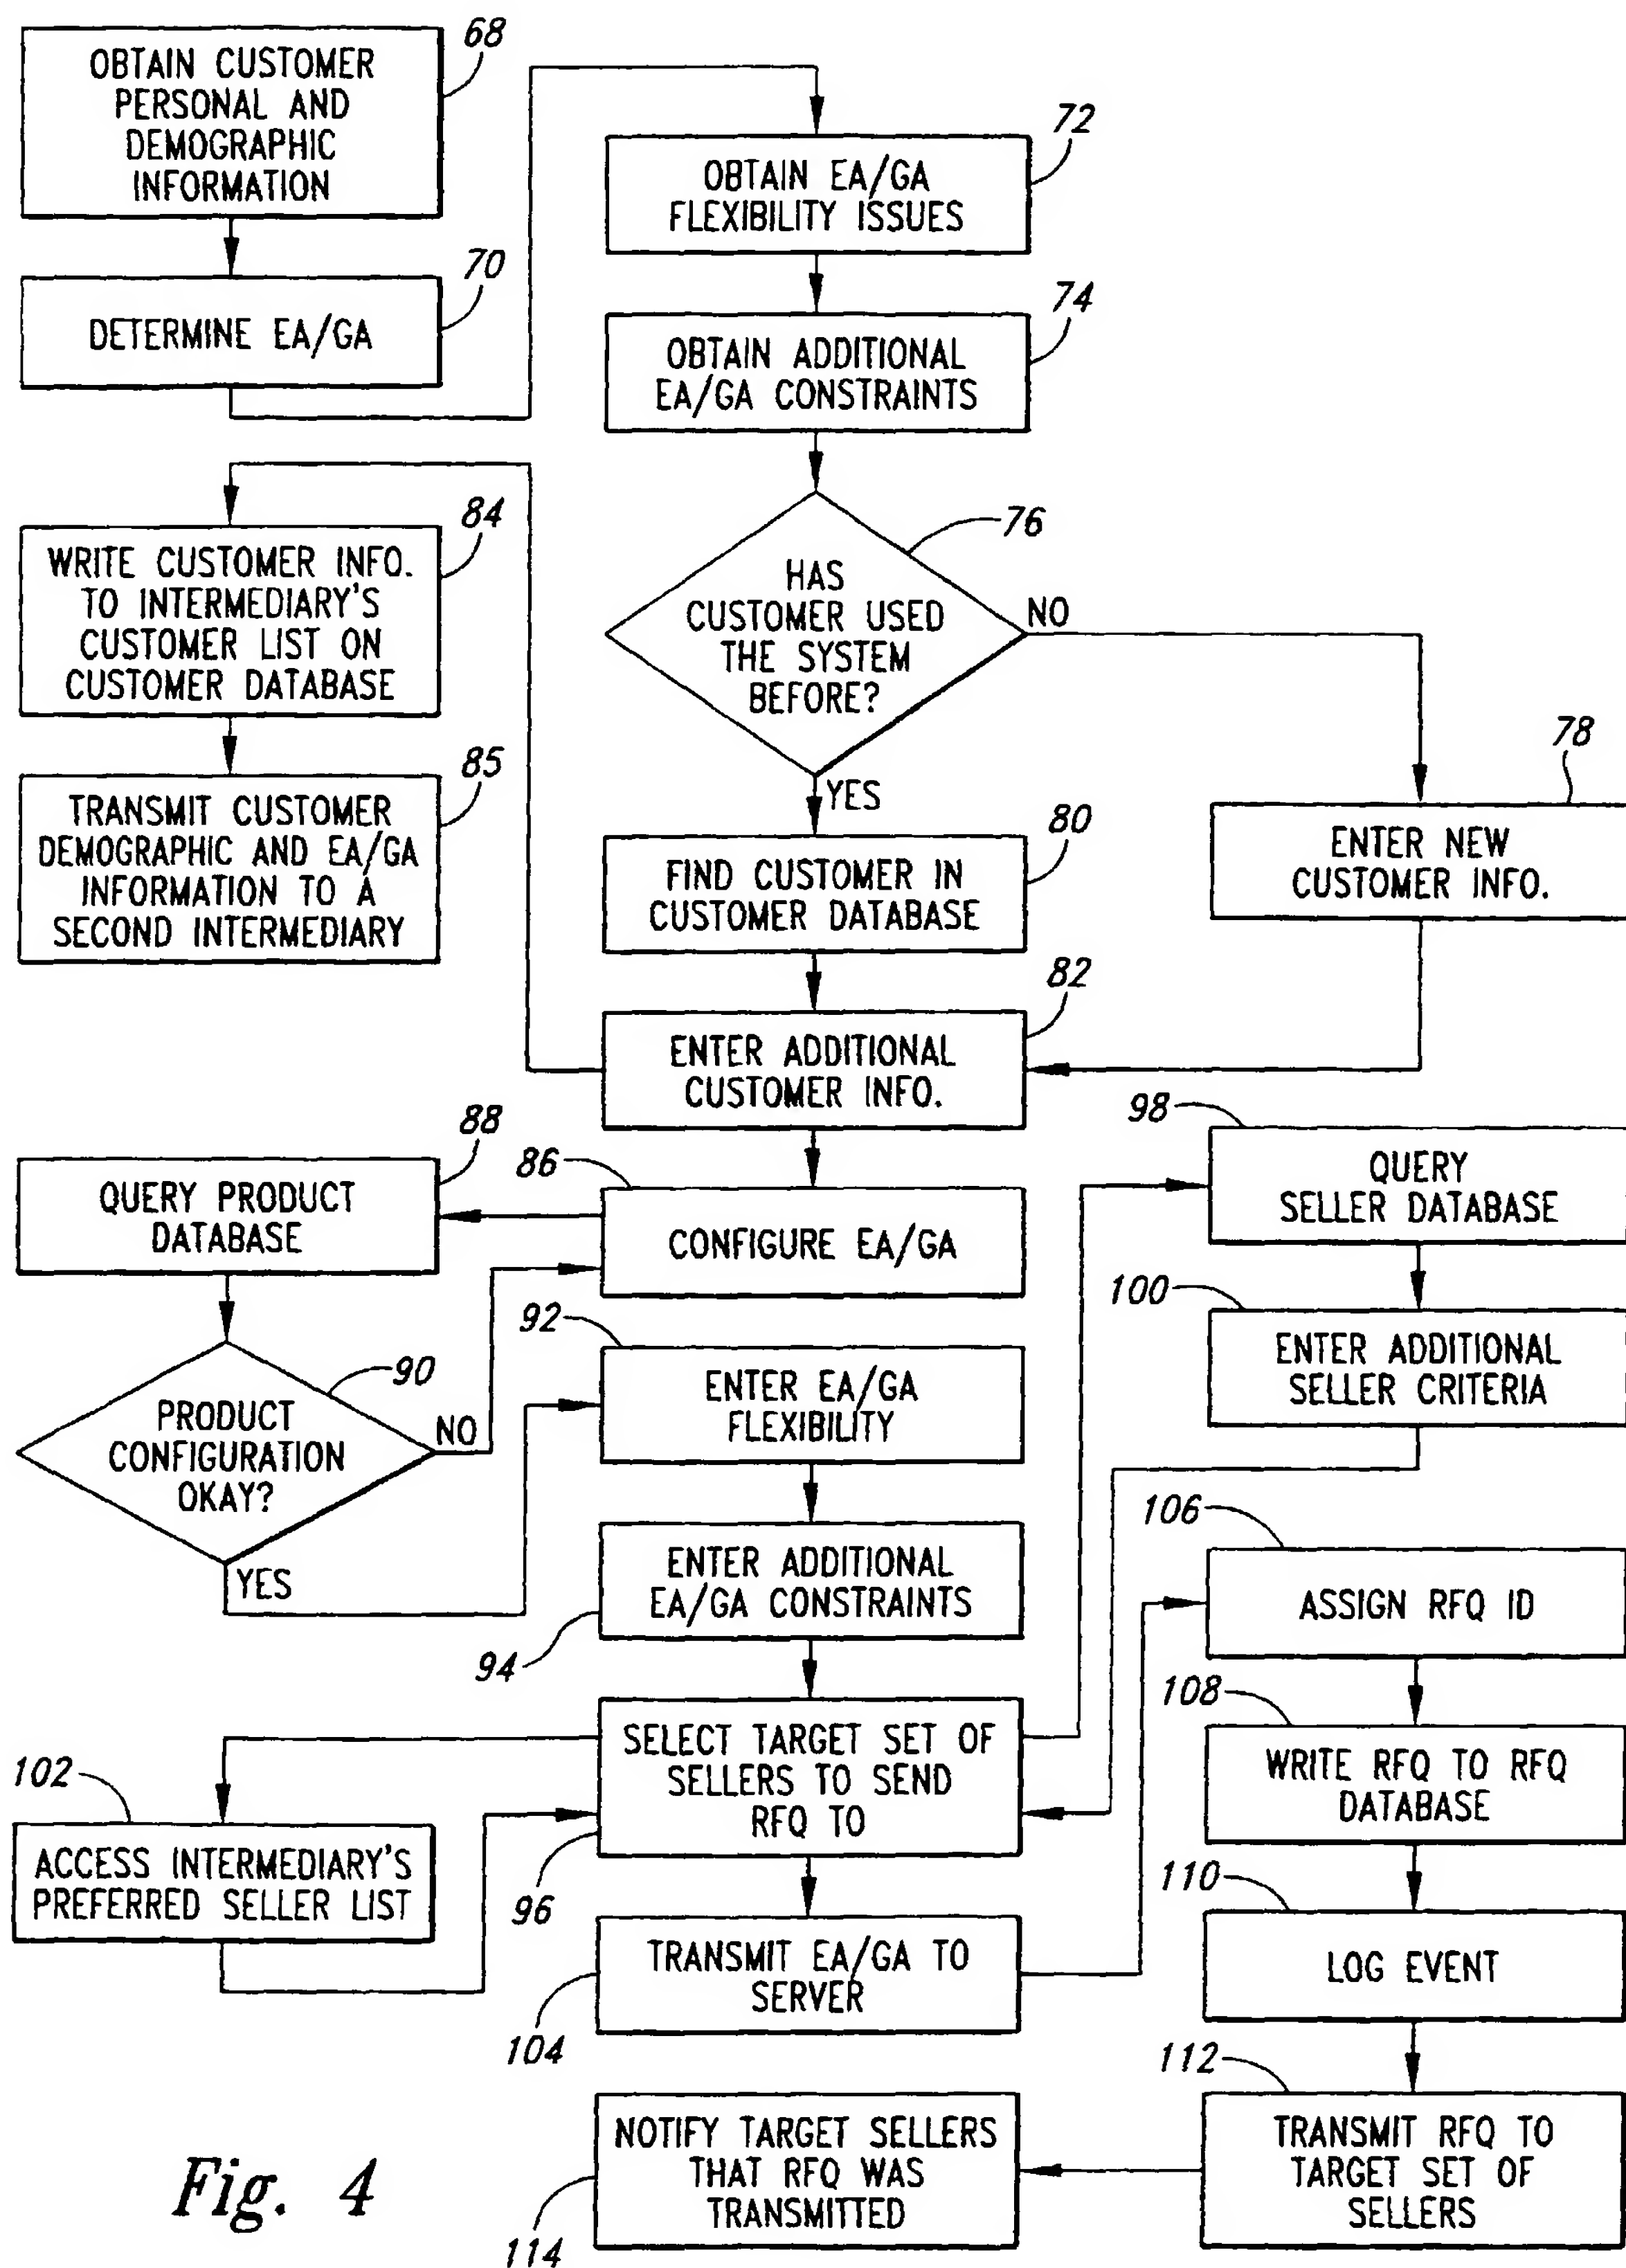 68
OBTAIN CUSTOMER
PERSONAL AND
DEMOGRAPHIC
INFORMATION
70
DETERMINE EA/GA
72
OBTAIN EA/GA
FLEXIBILITY ISSUES
74
OBTAIN ADDITIONAL
EA/GA CONSTRAINTS
76
HAS
CUSTOMER USED
THE SYSTEM
BEFORE?
NO
YES
78
ENTER NEW
CUSTOMER INFO.
80
FIND CUSTOMER IN
CUSTOMER DATABASE
82
ENTER ADDITIONAL
CUSTOMER INFO.
84
WRITE CUSTOMER INFO.
TO INTERMEDIARY'S
CUSTOMER LIST ON
CUSTOMER DATABASE
85
TRANSMIT CUSTOMER
DEMOGRAPHIC AND EA/GA
INFORMATION TO A
SECOND INTERMEDIARY
86
CONFIGURE EA/GA
88
QUERY PRODUCT
DATABASE
90
PRODUCT
CONFIGURATION
OKAY?
NO
YES
92
ENTER EA/GA
FLEXIBILITY
94
ENTER ADDITIONAL
EA/GA CONSTRAINTS
96
SELECT TARGET SET OF
SELLERS TO SEND
RFQ TO
98
QUERY
SELLER DATABASE
100
ENTER ADDITIONAL
SELLER CRITERIA
102
ACCESS INTERMEDIARY'S
PREFERRED SELLER LIST
104
TRANSMIT EA/GA TO
SERVER
106
ASSIGN RFQ ID
108
WRITE RFQ TO RFQ
DATABASE
110
LOG EVENT
112
TRANSMIT RFQ TO
TARGET SET OF
SELLERS
114
NOTIFY TARGET SELLERS
THAT RFQ WAS
TRANSMITTED
Fig. 4